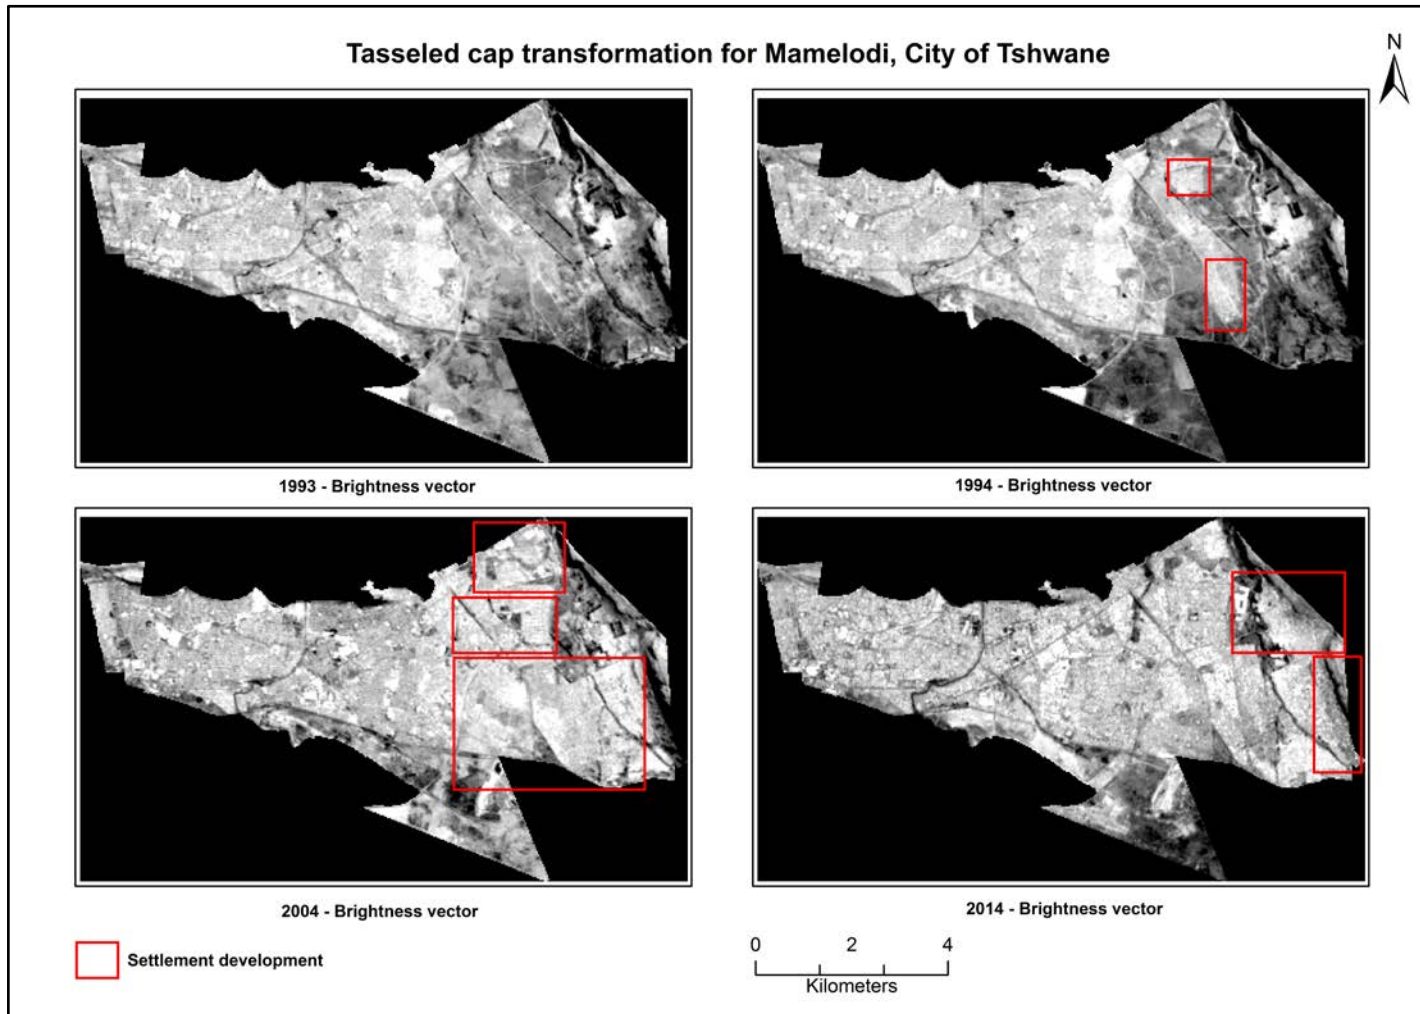 Tasseled cap transformation for Mamelodi, City of Tshwane
N
1993 - Brightness vector
1994 - Brightness vector
2004 - Brightness vector
2014 - Brightness vector
Settlement development
0 2 4
Kilometers